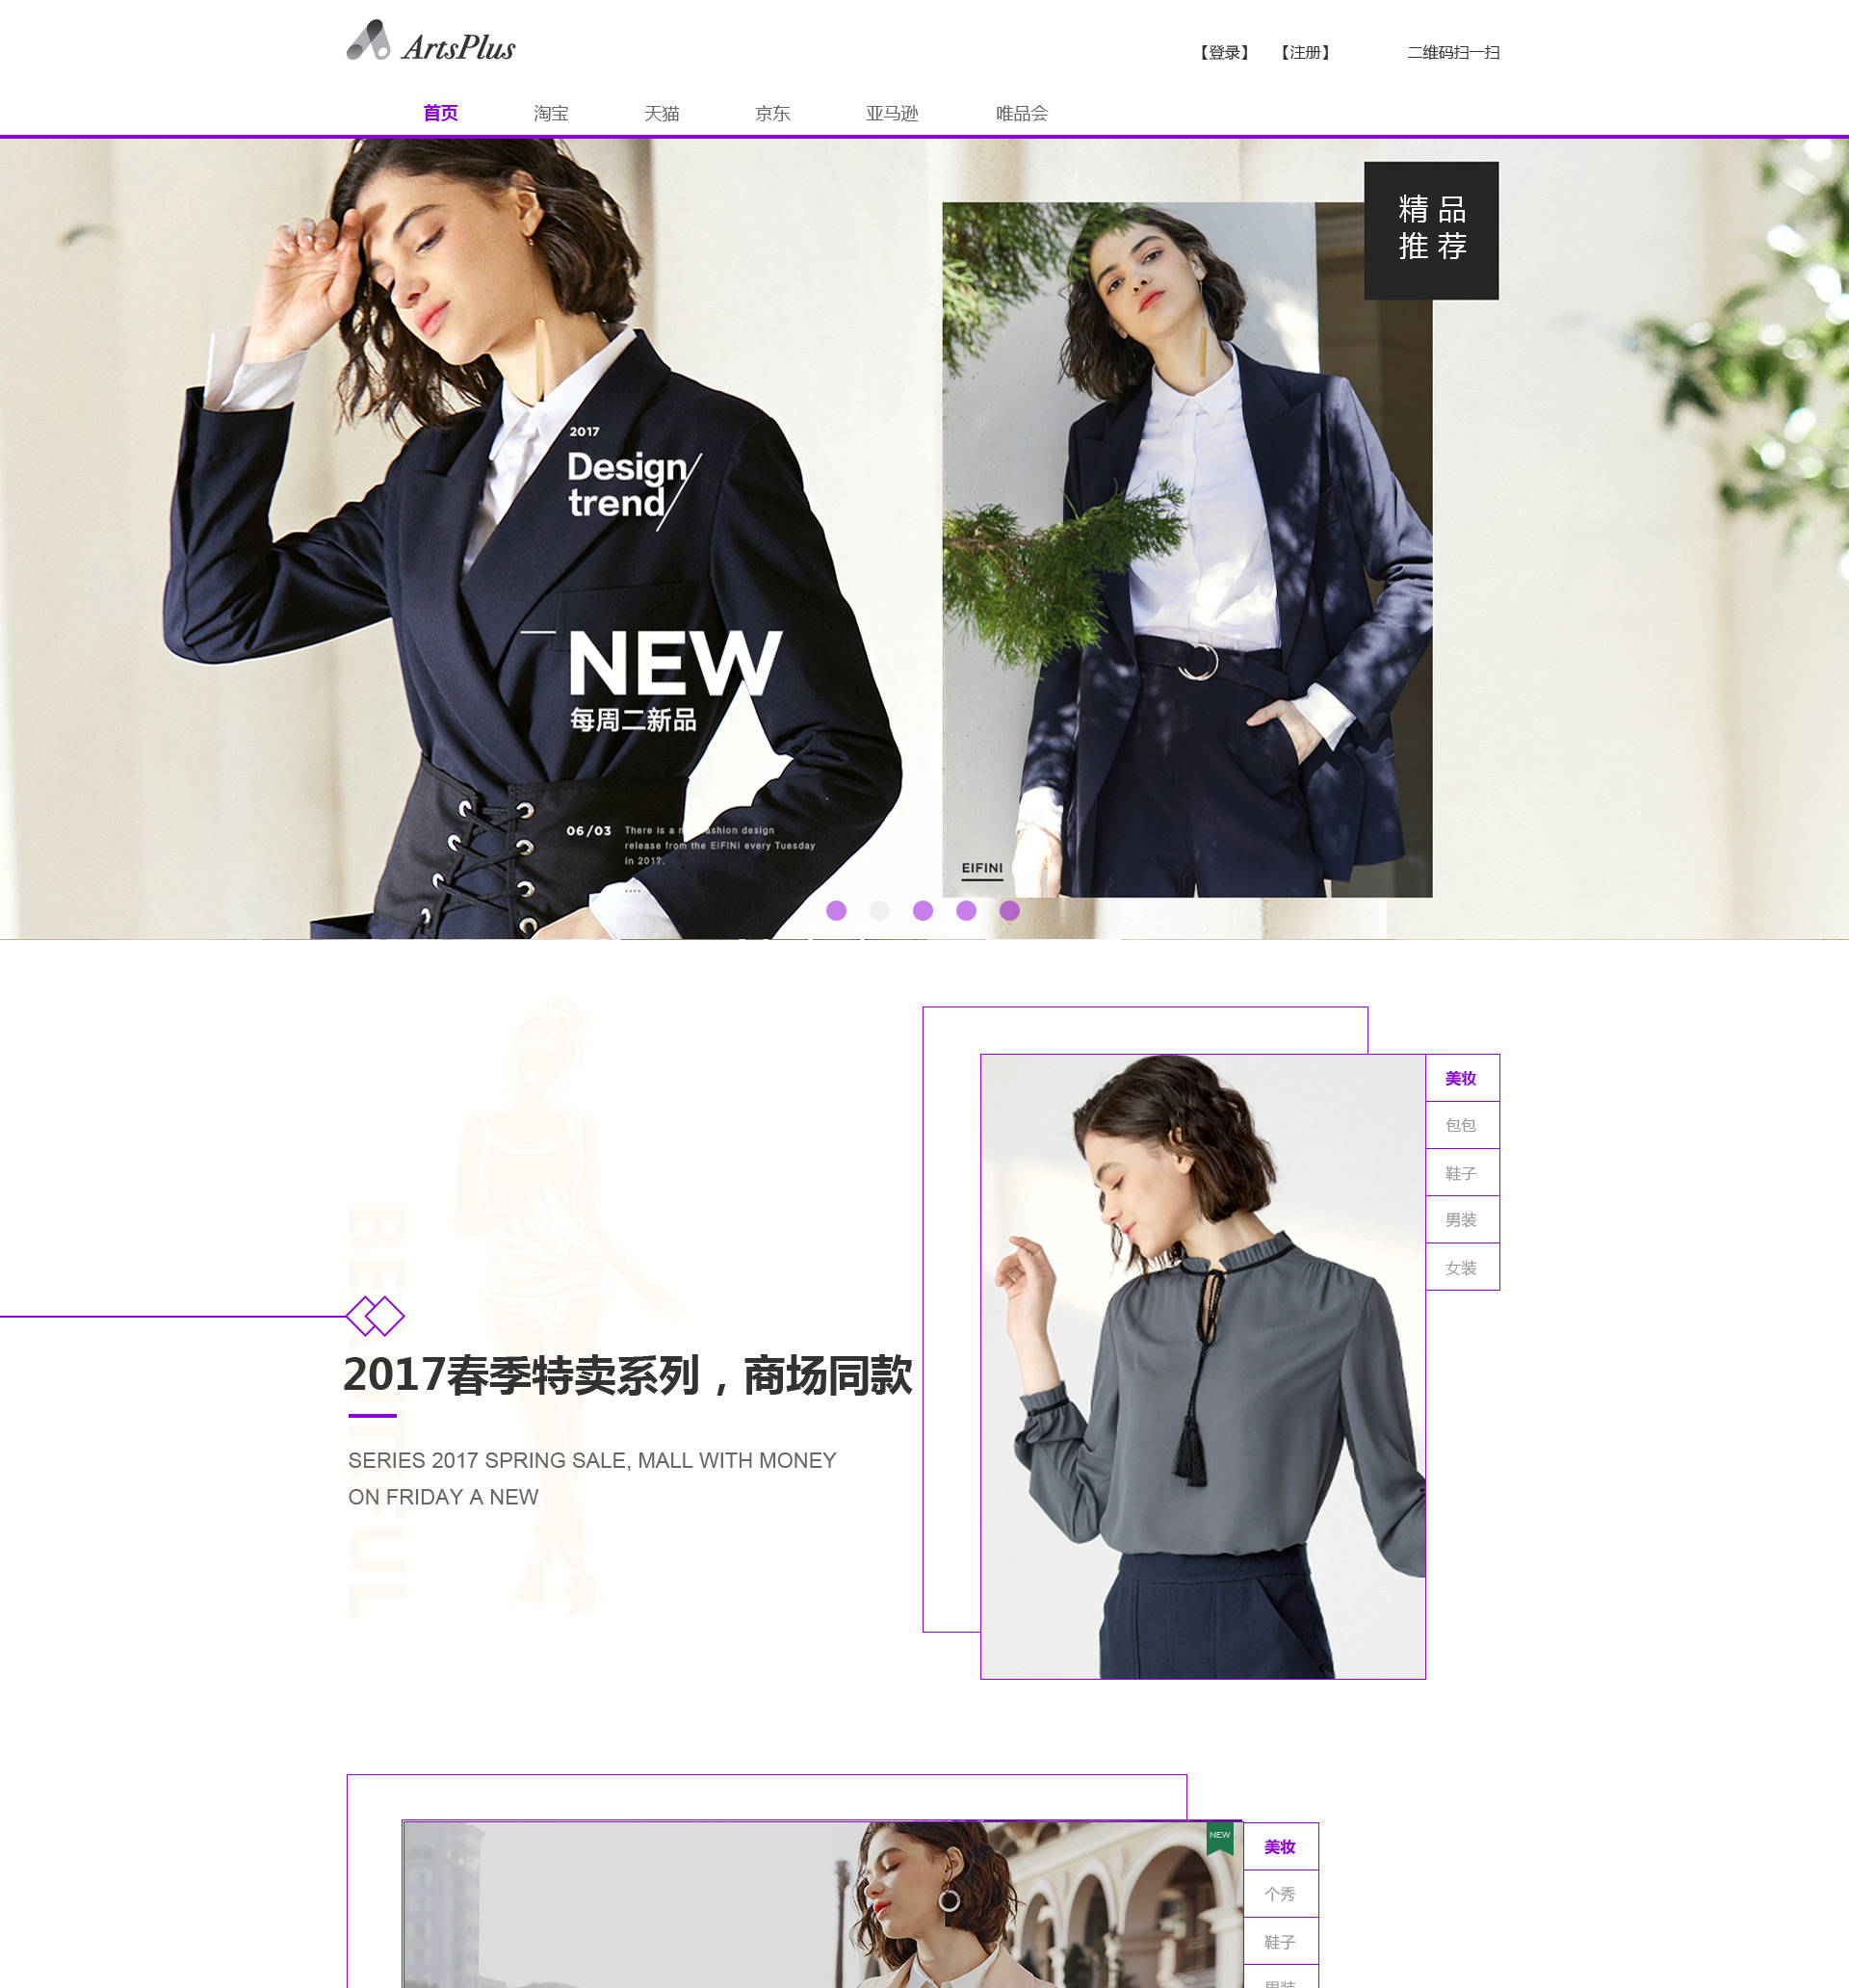 ArtsPlus
【登录】 【注册】 二维码扫一扫
首页 淘宝 天猫 京东 亚马逊 唯品会
精品
推荐
2017
Design
trend
NEW
每周二新品
06/03
There is a n ashion design
release from the EIFINI every Tuesday
in 2017.
EIFINI
美妆
包包
鞋子
男装
女装
2017春季特卖系列，商场同款
SERIES 2017 SPRING SALE, MALL WITH MONEY
ON FRIDAY A NEW
NEW
美妆
个秀
鞋子